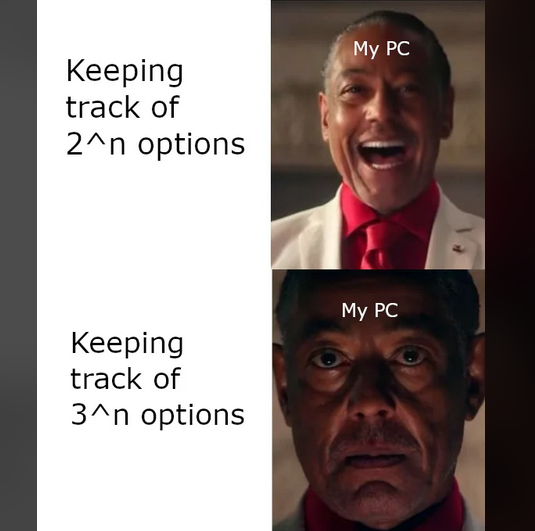 Keeping
track of
2^n options
My PC
Keeping
track of
3^n options
My PC